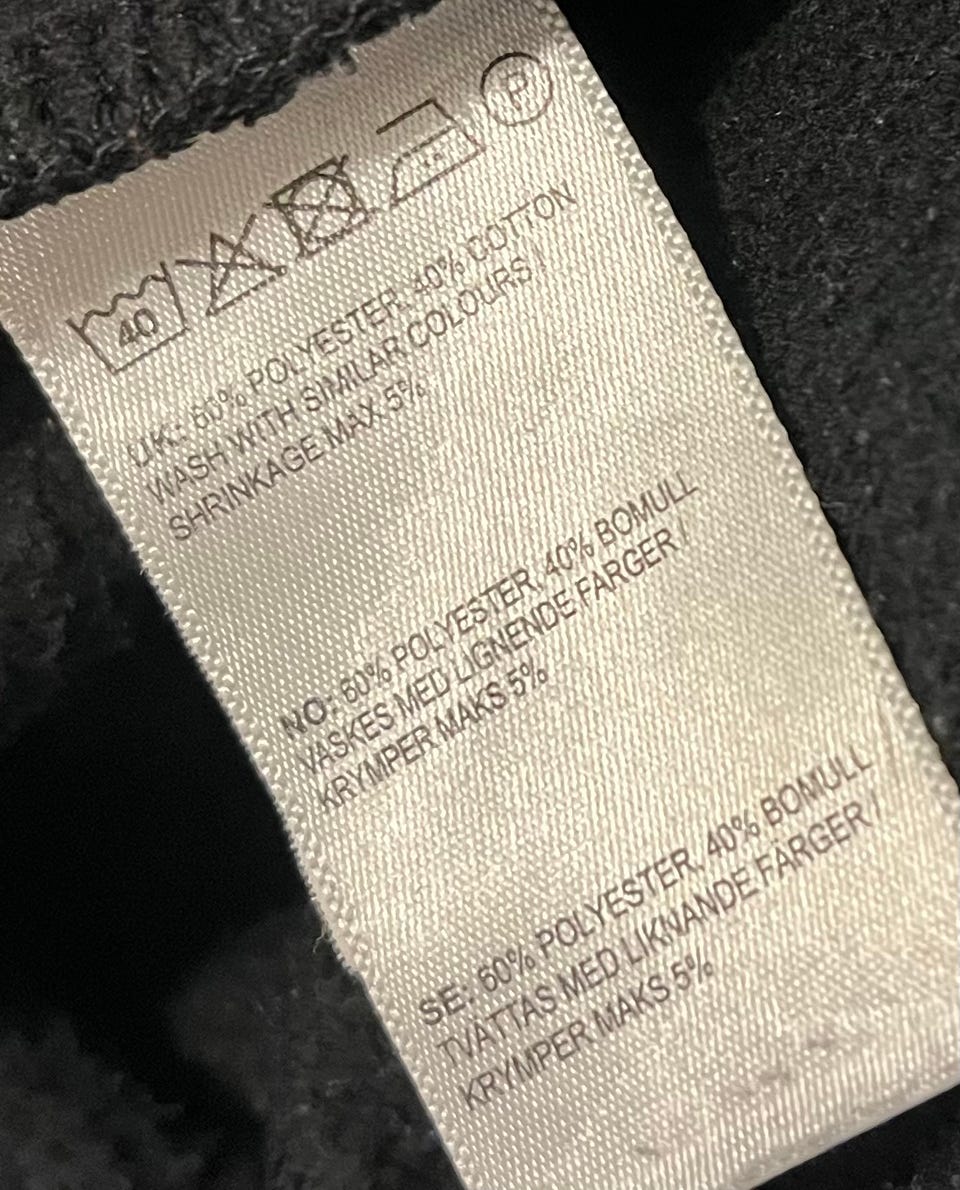 40
P
UK: 60% POLYESTER, 40% COTTON
WASH WITH SIMILAR COLOURS !
SHRINKAGE MAX 5%
NO: 60% POLYESTER, 40% BOMULL
VASKES MED LIGNENDE FARGER !
KRYMPER MAKS 5%
SE: 60% POLYESTER, 40% BOMULL
TVÄTTAS MED LIKNANDE FÄRGER !
KRYMPER MAKS 5%